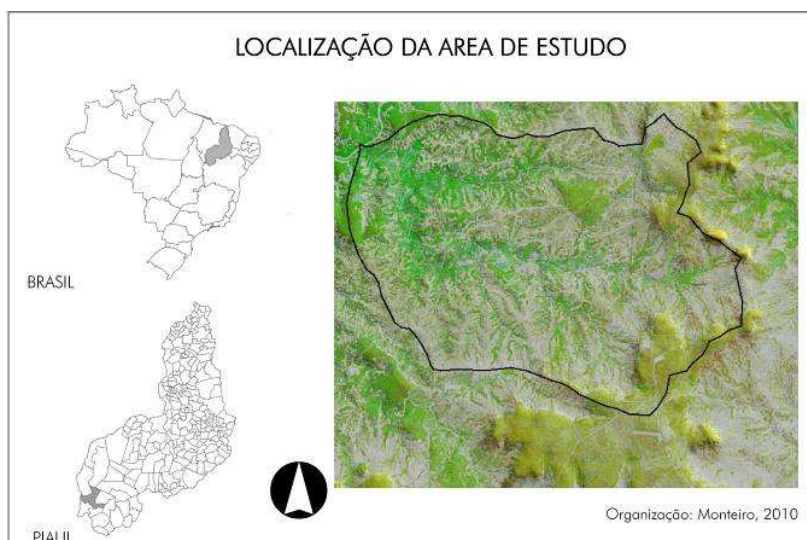 LOCALIZAÇÃO DA AREA DE ESTUDO
BRASIL
PIAUI
Organização: Monteiro, 2010